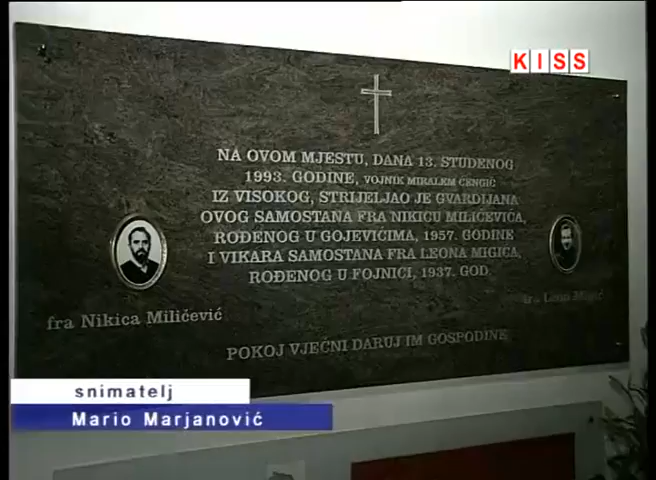 KISS
NA OVOM MJESTU, DANA 13. STUDENOG
1993. GODINE, VOJNIK MIRALEM ČENGIĆ
IZ VISOKOG, STRIJELJAO JE GVARDIJANA
OVOG SAMOSTANA FRA NIKICU MILIČEVIĆA,
ROĐENOG U GOJEVIĆIMA, 1957. GODINE
I VIKARA SAMOSTANA FRA LEONA MIGIĆA,
ROĐENOG U FOJNICI, 1937. GOD.
fra Nikica Miličević
fra Leon Migić
POKOJ VJEČNI DARUJ IM GOSPODINE
snimatelj
Mario Marjanović